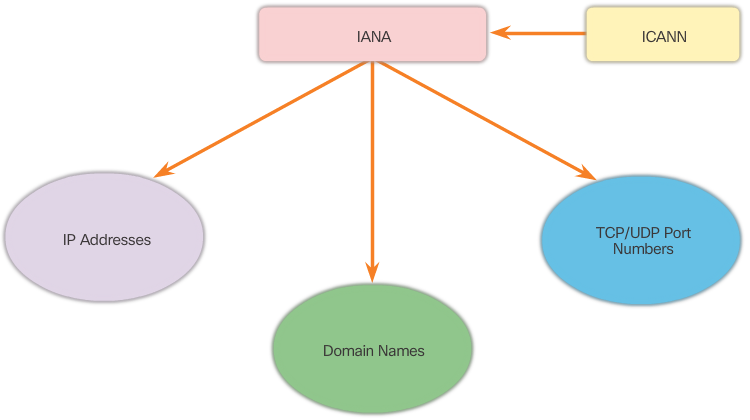 IANA
ICANN
IP Addresses
TCP/UDP Port
Numbers
Domain Names